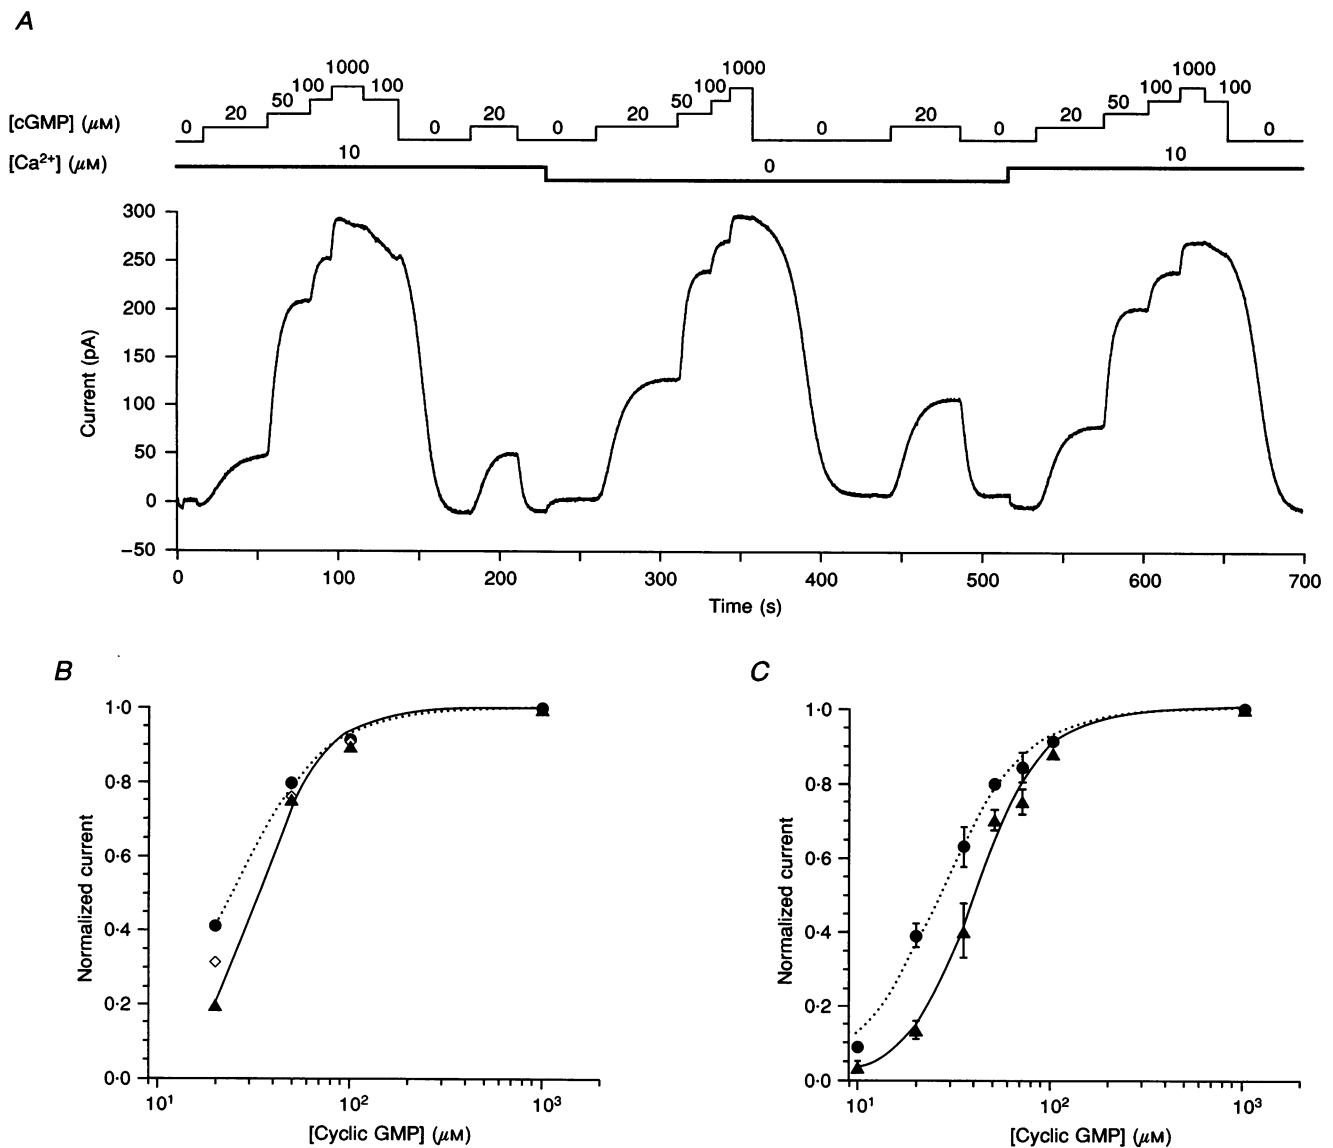 A
1000 1000 1000
100 100 100 100 100
50 50 50
20 20 20 20 20
[cGMP] (μM) 0 0 0 0 0 0
[Ca²⁺] (μM) 10 0 10
300
250
200
150
100
50
0
−50
Current (pA)
0 100 200 300 400 500 600 700
Time (s)
B
1·0
0·8
0·6
0·4
0·2
0·0
Normalized current
10¹ 10² 10³
[Cyclic GMP] (μM)
C
1·0
0·8
0·6
0·4
0·2
0·0
Normalized current
10¹ 10² 10³
[Cyclic GMP] (μM)